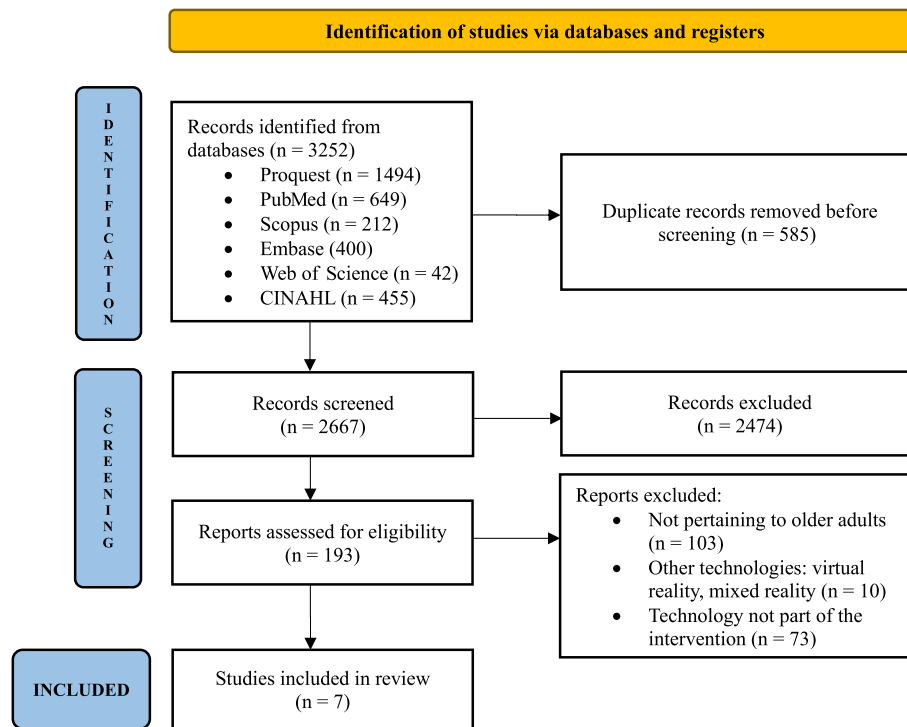 Identification of studies via databases and registers
IDENTIFICATION
Records identified from
databases (n = 3252)
• Proquest (n = 1494)
• PubMed (n = 649)
• Scopus (n = 212)
• Embase (400)
• Web of Science (n = 42)
• CINAHL (n = 455)
Duplicate records removed before
screening (n = 585)
SCREENING
Records screened
(n = 2667)
Records excluded
(n = 2474)
Reports assessed for eligibility
(n = 193)
Reports excluded:
• Not pertaining to older adults
(n = 103)
• Other technologies: virtual
reality, mixed reality (n = 10)
• Technology not part of the
intervention (n = 73)
INCLUDED
Studies included in review
(n = 7)